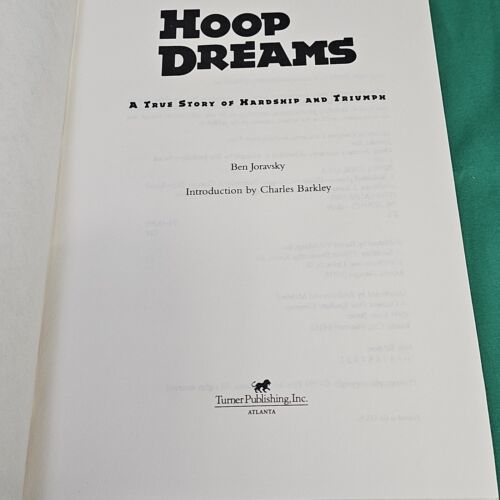 HOOP
DREAMS
A TRUE STORY OF HARDSHIP AND TRIUMPH
Ben Joravsky
Introduction by Charles Barkley
Turner Publishing, Inc.
ATLANTA